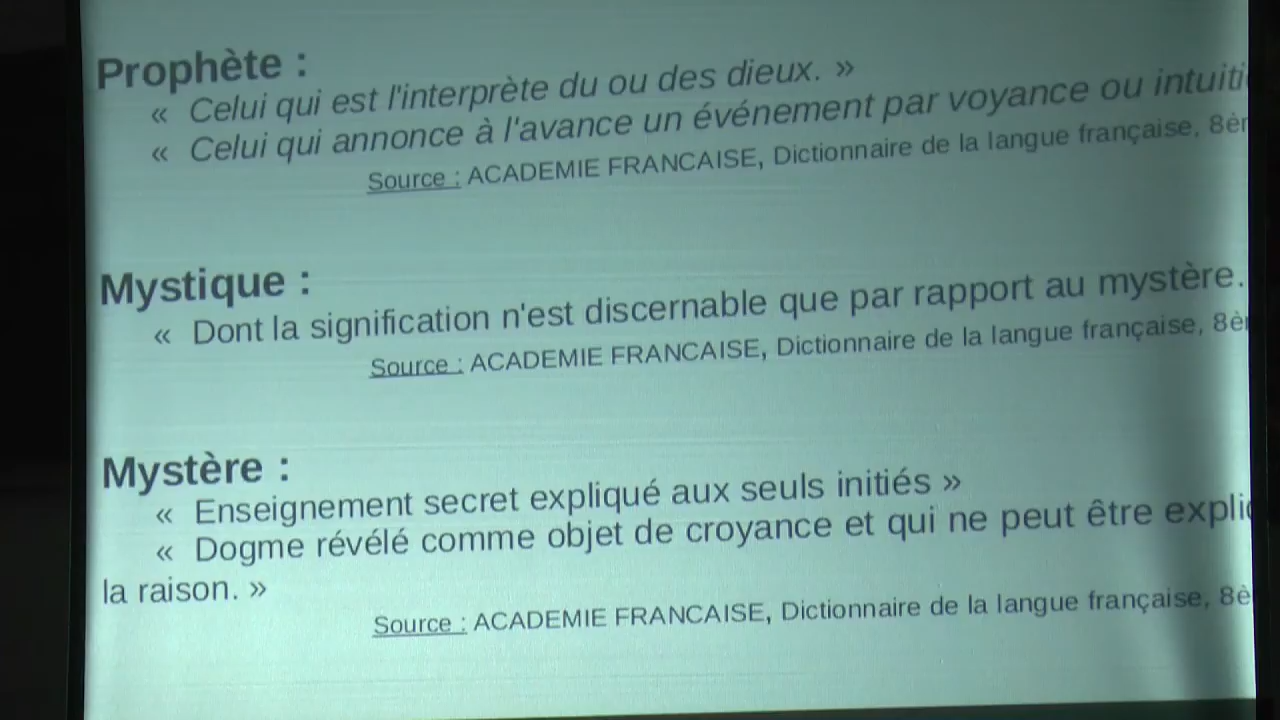 Prophète :
« Celui qui est l'interprète du ou des dieux. »
« Celui qui annonce à l'avance un événement par voyance ou
Source : ACADEMIE FRANCAISE, Dictionnaire de la langue française,
Mystique :
« Dont la signification n'est discernable que par rapport au mystère.
Source : ACADEMIE FRANCAISE, Dictionnaire de la langue française,
Mystère :
« Enseignement secret expliqué aux seuls initiés »
« Dogme révélé comme objet de croyance et qui ne peut être
la raison. »
Source : ACADEMIE FRANCAISE, Dictionnaire de la langue française,